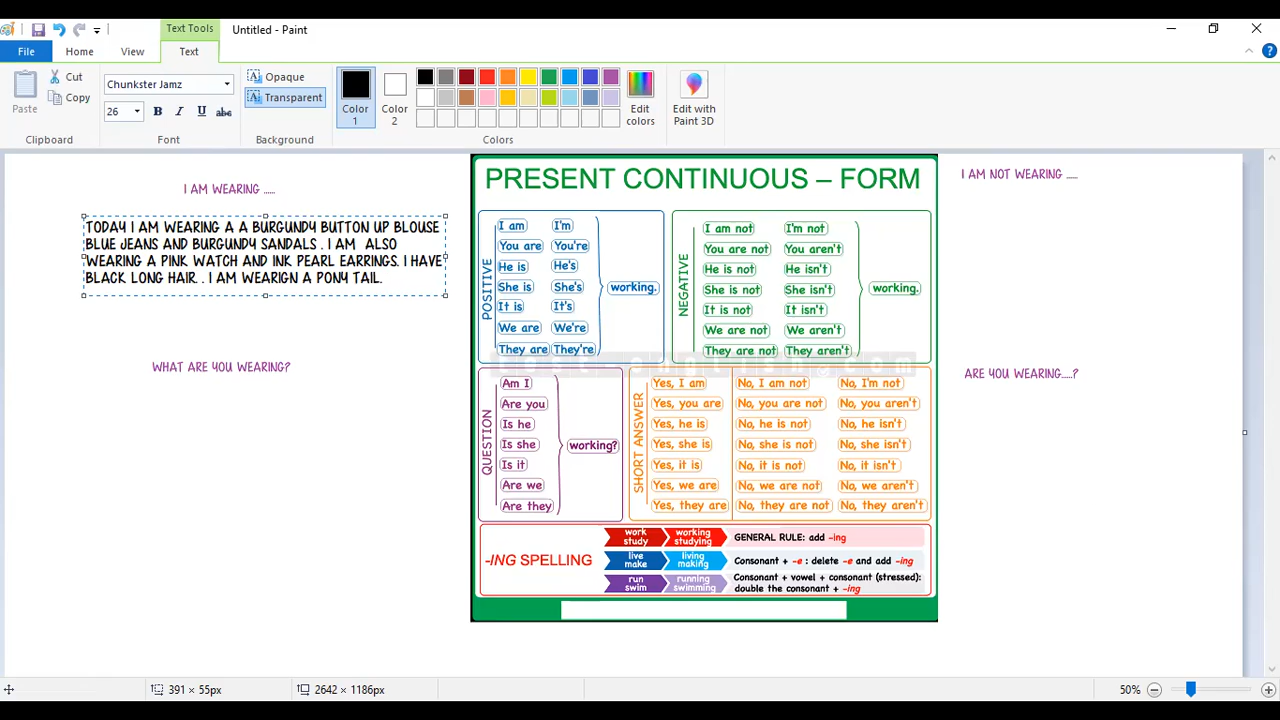 Text Tools
Untitled - Paint
File
Home
View
Text
Paste
Cut
Copy
Clipboard
Chunkster Jamz
26
B I U abc
Font
Opaque
Transparent
Background
Color 1
Color 2
Edit colors
Colors
Edit with Paint 3D
I AM WEARING ......
TODAY I AM WEARING A A BURGUNDY BUTTON UP BLOUSE
BLUE JEANS AND BURGUNDY SANDALS . I AM ALSO
WEARING A PINK WATCH AND INK PEARL EARRINGS. I HAVE
BLACK LONG HAIR. . I AM WEARIGN A PONY TAIL.
WHAT ARE YOU WEARING?
PRESENT CONTINUOUS – FORM
POSITIVE
I am I'm
You are You're
He is He's
She is She's
It is It's
We are We're
They are They're
working.
NEGATIVE
I am not I'm not
You are not You aren't
He is not He isn't
She is not She isn't
It is not It isn't
We are not We aren't
They are not They aren't
working.
QUESTION
Am I
Are you
Is he
Is she
Is it
Are we
Are they
working?
SHORT ANSWER
Yes, I am No, I am not No, I'm not
Yes, you are No, you are not No, you aren't
Yes, he is No, he is not No, he isn't
Yes, she is No, she is not No, she isn't
Yes, it is No, it is not No, it isn't
Yes, we are No, we are not No, we aren't
Yes, they are No, they are not No, they aren't
-ING SPELLING
work study
working studying
GENERAL RULE: add -ing
live make
living making
Consonant + -e : delete -e and add -ing
run swim
running swimming
Consonant + vowel + consonant (stressed):
double the consonant + -ing
I AM NOT WEARING .....
ARE YOU WEARING.....?
391 × 55px
2642 × 1186px
50%